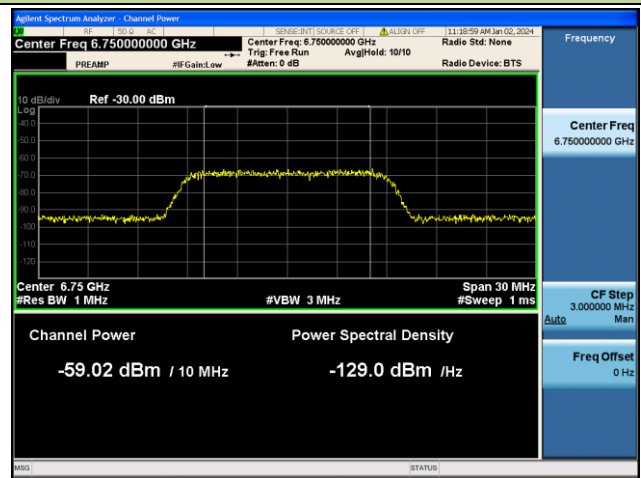 Agilent Spectrum Analyzer - Channel Power
RF 50 Ω AC SENSE:INT SOURCE OFF ALIGN OFF 11:18:59 AM Jan 02, 2024
Center Freq 6.750000000 GHz
Center Freq: 6.750000000 GHz
Radio Std: None
Trig: Free Run Avg|Hold: 10/10
PREAMP #IFGain:Low #Atten: 0 dB Radio Device: BTS
Frequency
10 dB/div Ref -30.00 dBm
Log
-40.0
-50.0
-60.0
-70.0
-80.0
-90.0
-100
-110
-120
Center Freq
6.750000000 GHz
Center 6.75 GHz Span 30 MHz
#Res BW 1 MHz #VBW 3 MHz #Sweep 1 ms
CF Step
3.000000 MHz
Auto Man
Channel Power Power Spectral Density
-59.02 dBm / 10 MHz -129.0 dBm /Hz
Freq Offset
0 Hz
MSG STATUS